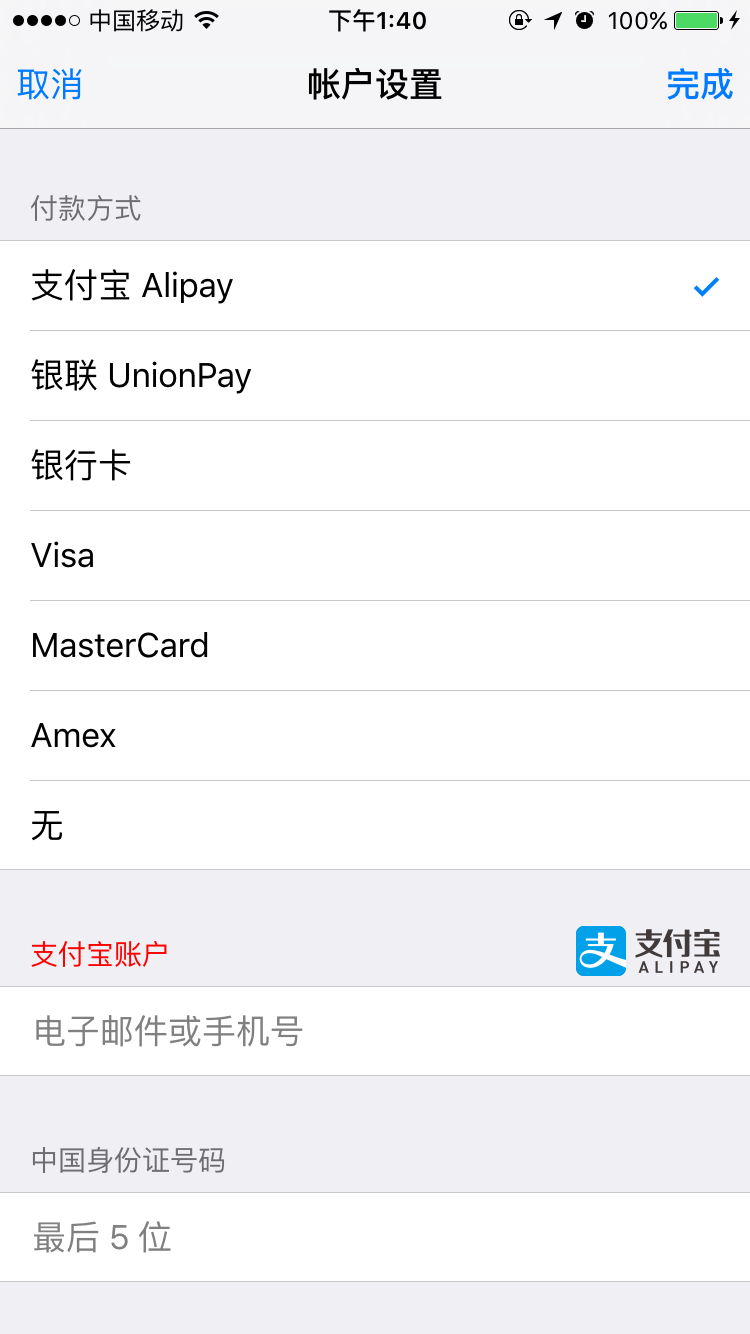 中国移动 下午1:40 100%
取消 帐户设置 完成
付款方式
支付宝 Alipay
银联 UnionPay
银行卡
Visa
MasterCard
Amex
无
支付宝账户 支 支付宝
ALIPAY
电子邮件或手机号
中国身份证号码
最后 5 位